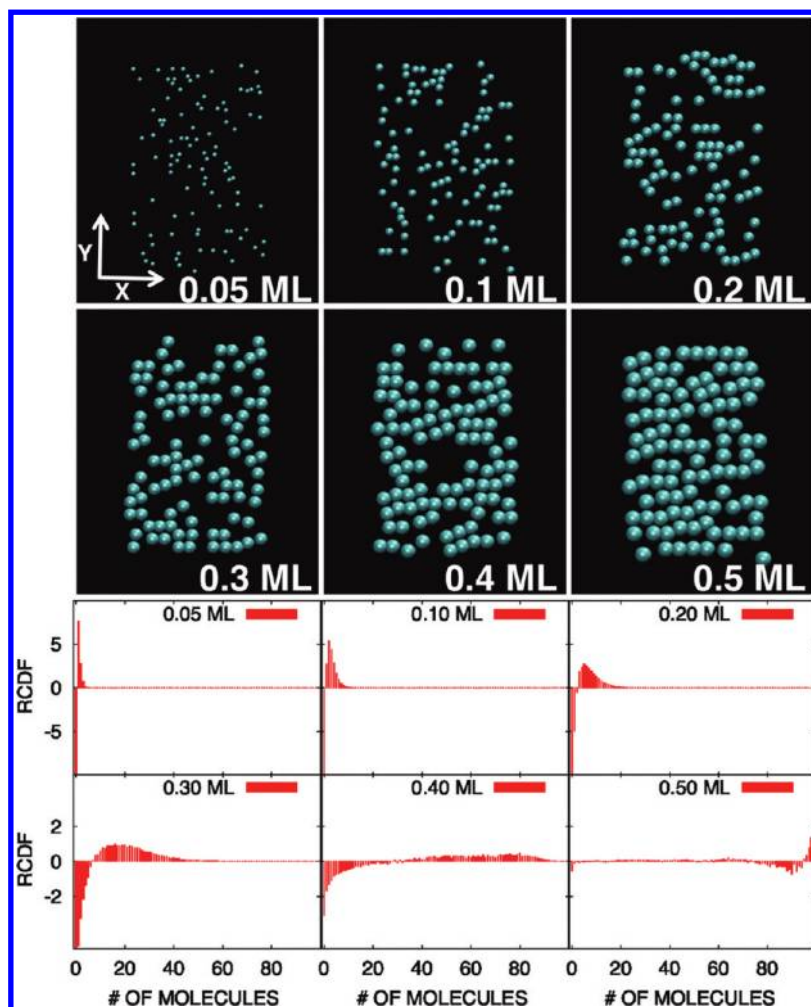 Y
X
0.05 ML
0.1 ML
0.2 ML
0.3 ML
0.4 ML
0.5 ML
0.05 ML
0.10 ML
0.20 ML
RCDF
5
0
-5
0.30 ML
0.40 ML
0.50 ML
RCDF
2
0
-2
0 20 40 60 80
0 20 40 60 80
0 20 40 60 80
# OF MOLECULES
# OF MOLECULES
# OF MOLECULES